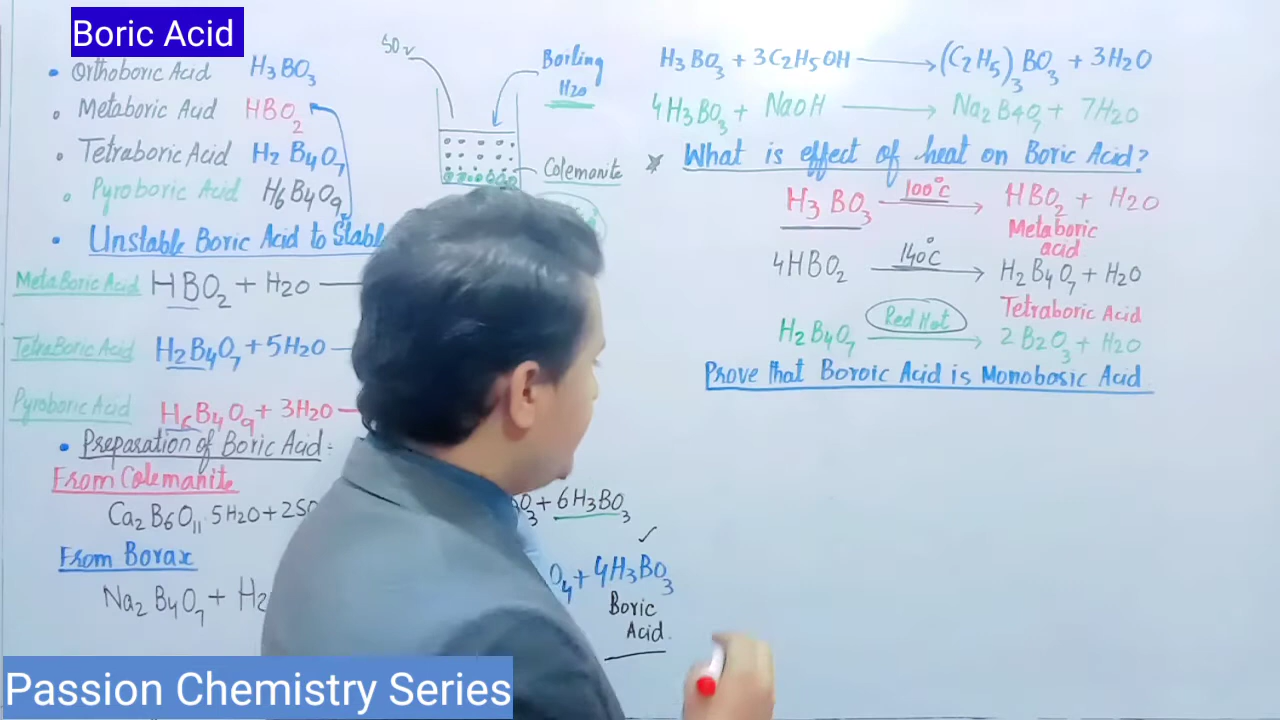 Boric Acid
• Orthoboric Acid H3BO3
• Metaboric Acid HBO2
• Tetraboric Acid H2B4O7
• Pyroboric Acid H6B4O9
• Unstable Boric Acid to Stabl
MetaBoric Acid HBO2 + H2O
TetraBoric Acid H2B4O7 + 5H2O
Pyroboric Acid H6B4O9 + 3H2O
• Preparation of Boric Acid:
From Colemanite
Ca2B6O11 5H2O + 2SO
O3 + 6H3BO3
From Borax
Na2B4O7 + H2
O4 + 4H3BO3
Boric
Acid.
Boiling
H2O
Colemanite
H3BO3 + 3C2H5OH → (C2H5)3BO3 + 3H2O
4H3BO3 + NaOH → Na2B4O7 + 7H2O
What is effect of heat on Boric Acid?
H3BO3 100°C → HBO2 + H2O
Metaboric
acid
4HBO2 140°C → H2B4O7 + H2O
Tetraboric Acid
H2B4O7 Red Hot → 2B2O3 + H2O
Prove that Boroic Acid is Monobasic Acid.
Passion Chemistry Series